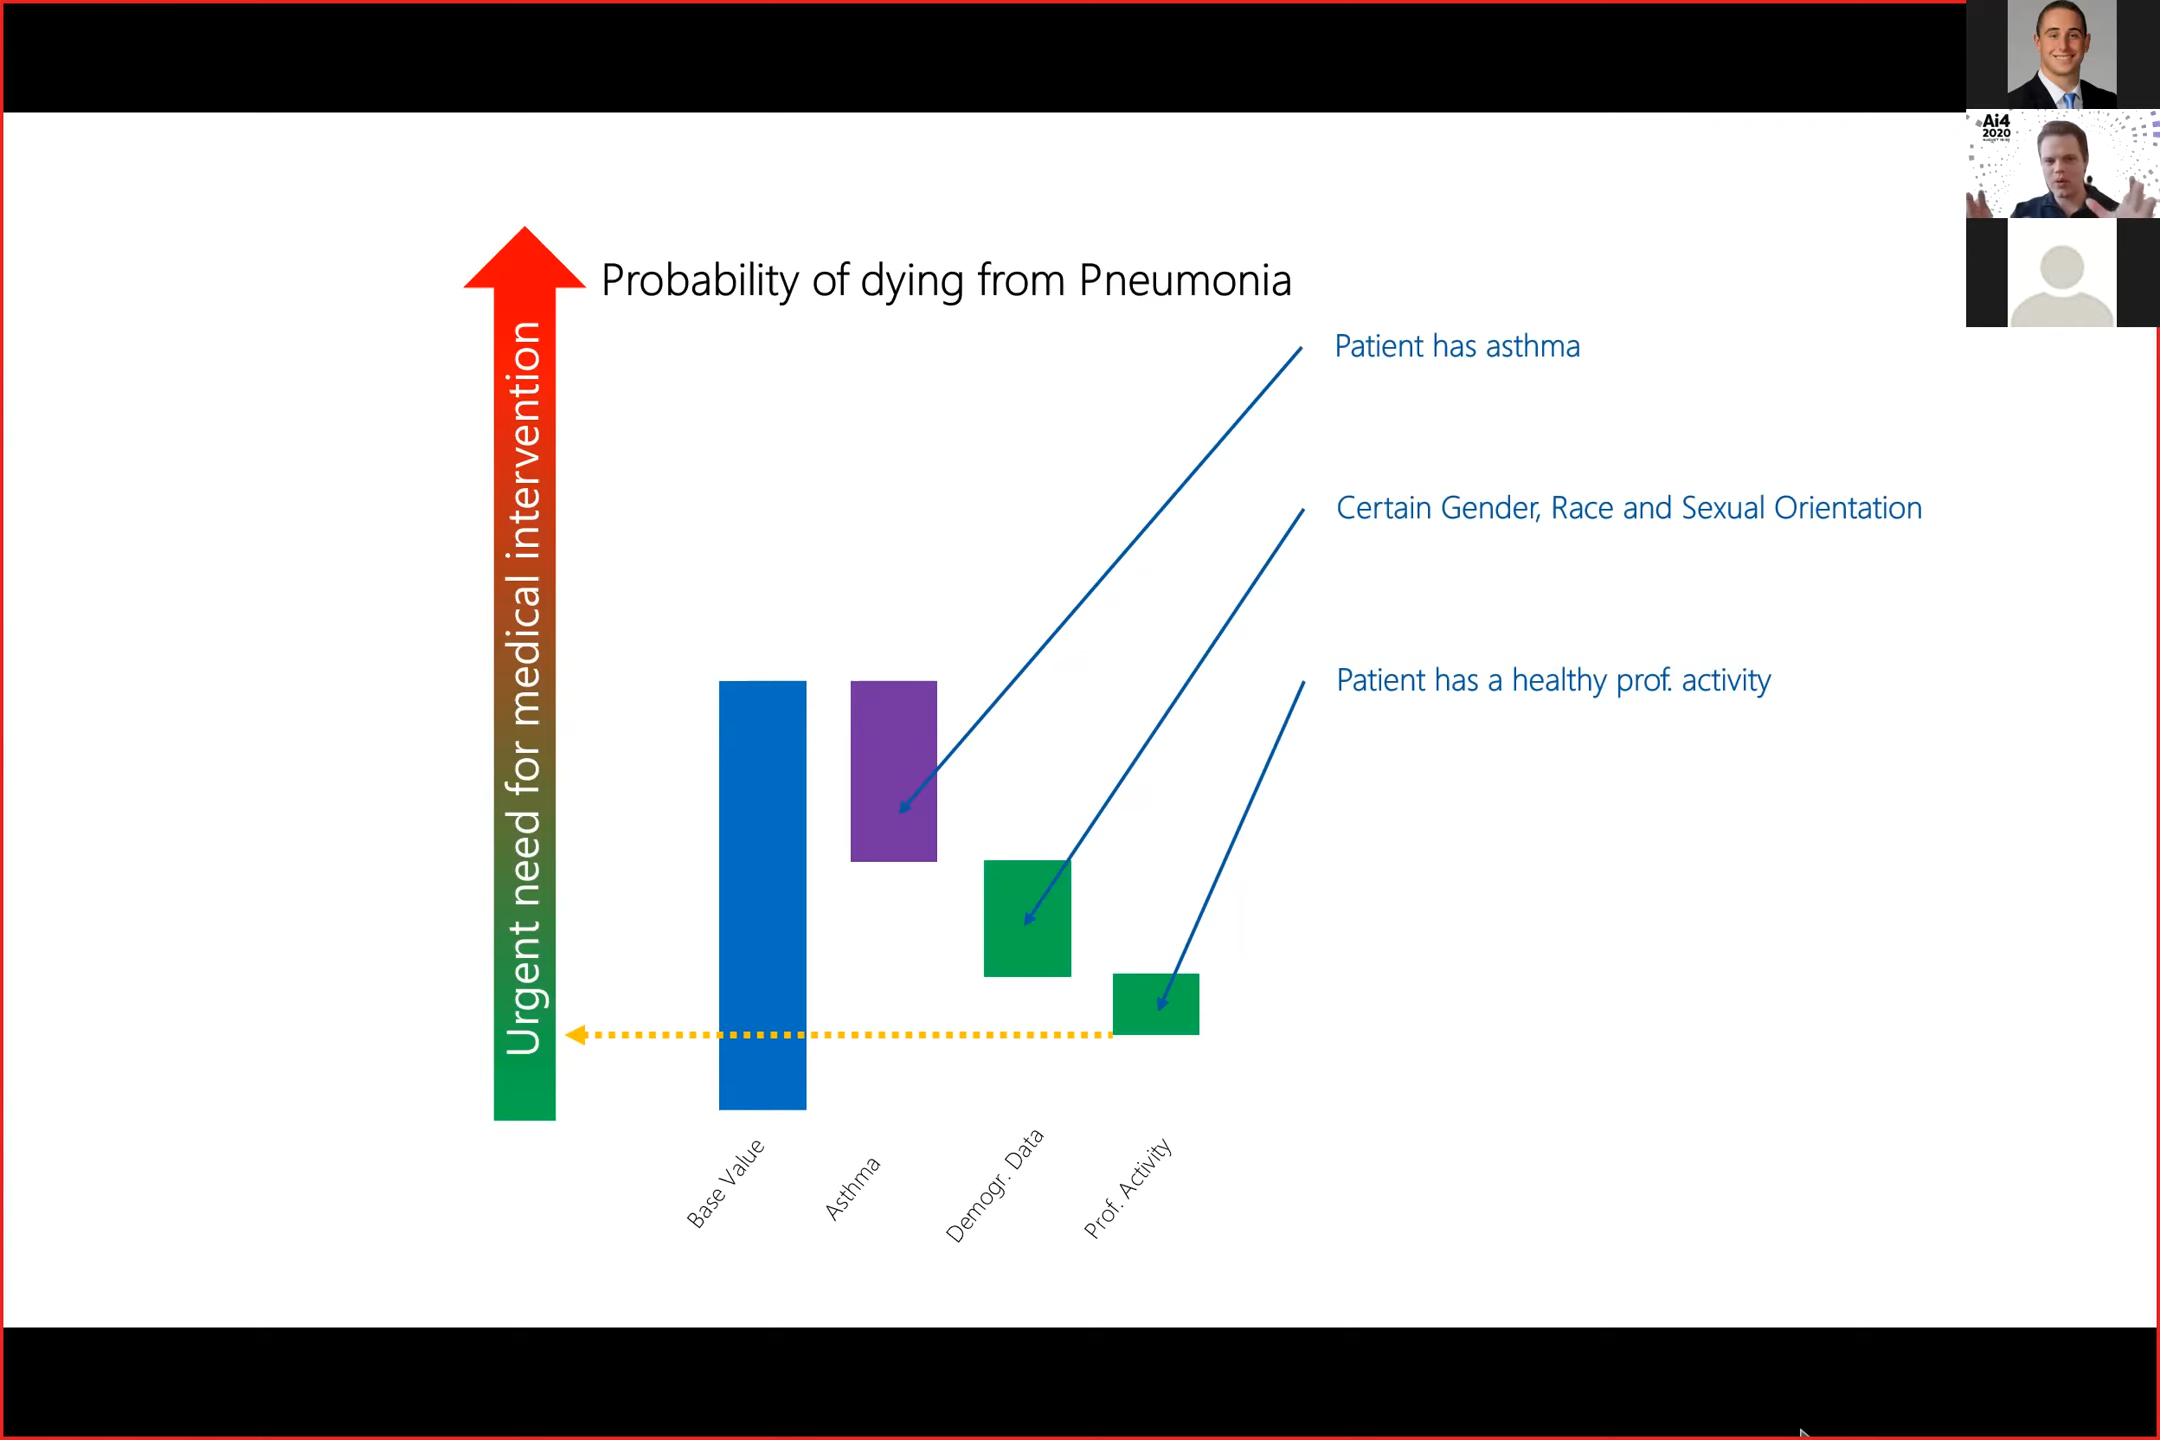 Ai4
2020
Probability of dying from Pneumonia
Urgent need for medical intervention
Patient has asthma
Certain Gender, Race and Sexual Orientation
Patient has a healthy prof. activity
Base Value
Asthma
Demogr. Data
Prof. Activity